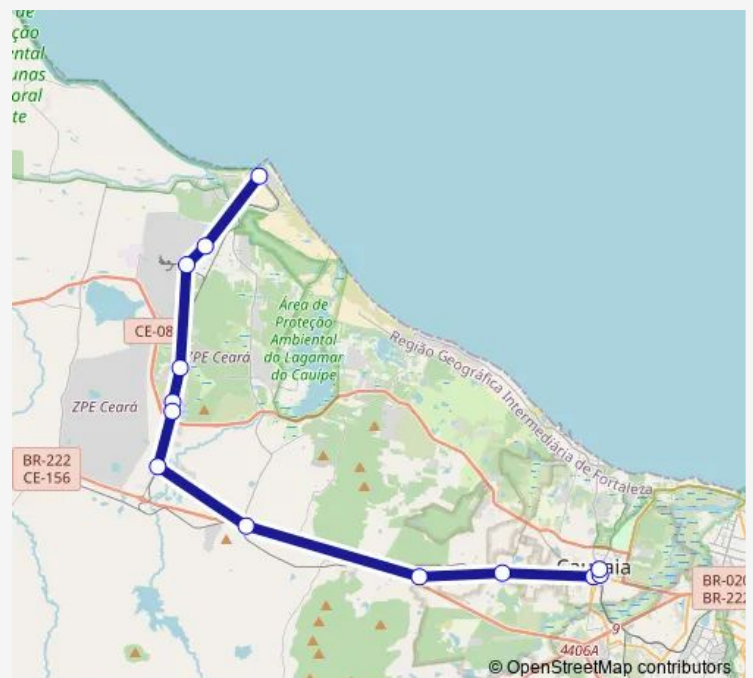 de
ção
ental
unas
oral
te
CE-08
ZPE Ceará
Área de
Proteção
Ambiental
do Lagamar
do Cauípe
Região Geográfica Intermediária de Fortaleza
ZPE Ceará
BR-222
CE-156
BR-020
BR-222
9
4406A
© OpenStreetMap contributors